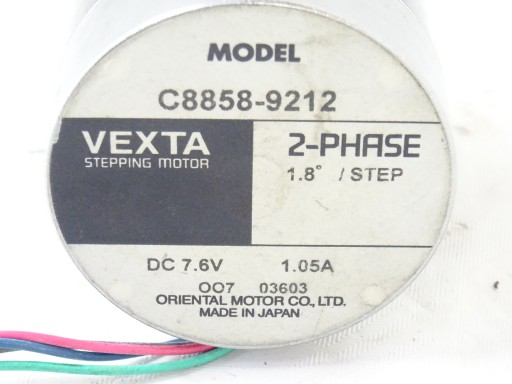 MODEL
C8858-9212
VEXTA
STEPPING MOTOR
2-PHASE
1.8° / STEP
DC 7.6V 1.05A
OO7 03603
ORIENTAL MOTOR CO., LTD.
MADE IN JAPAN